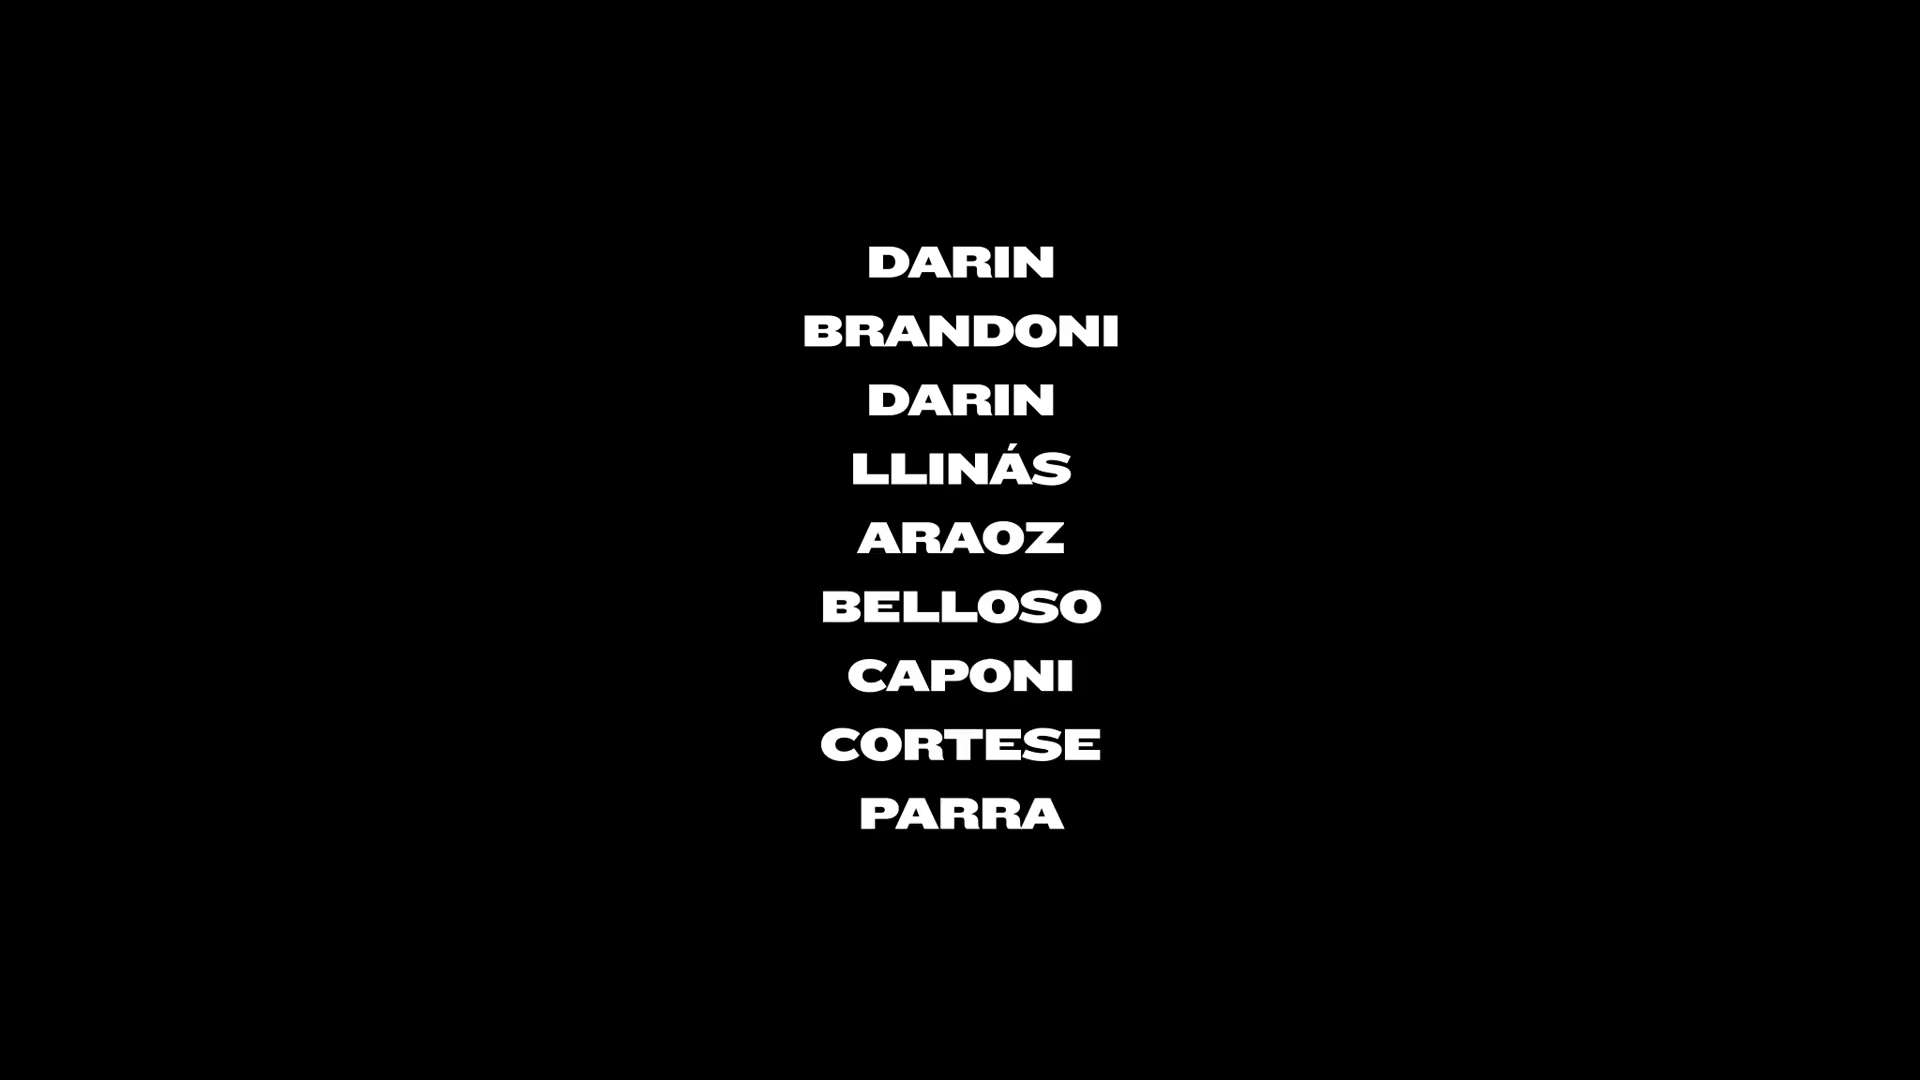 DARIN
BRANDONI
DARIN
LLINÁS
ARAOZ
BELLOSO
CAPONI
CORTESE
PARRA